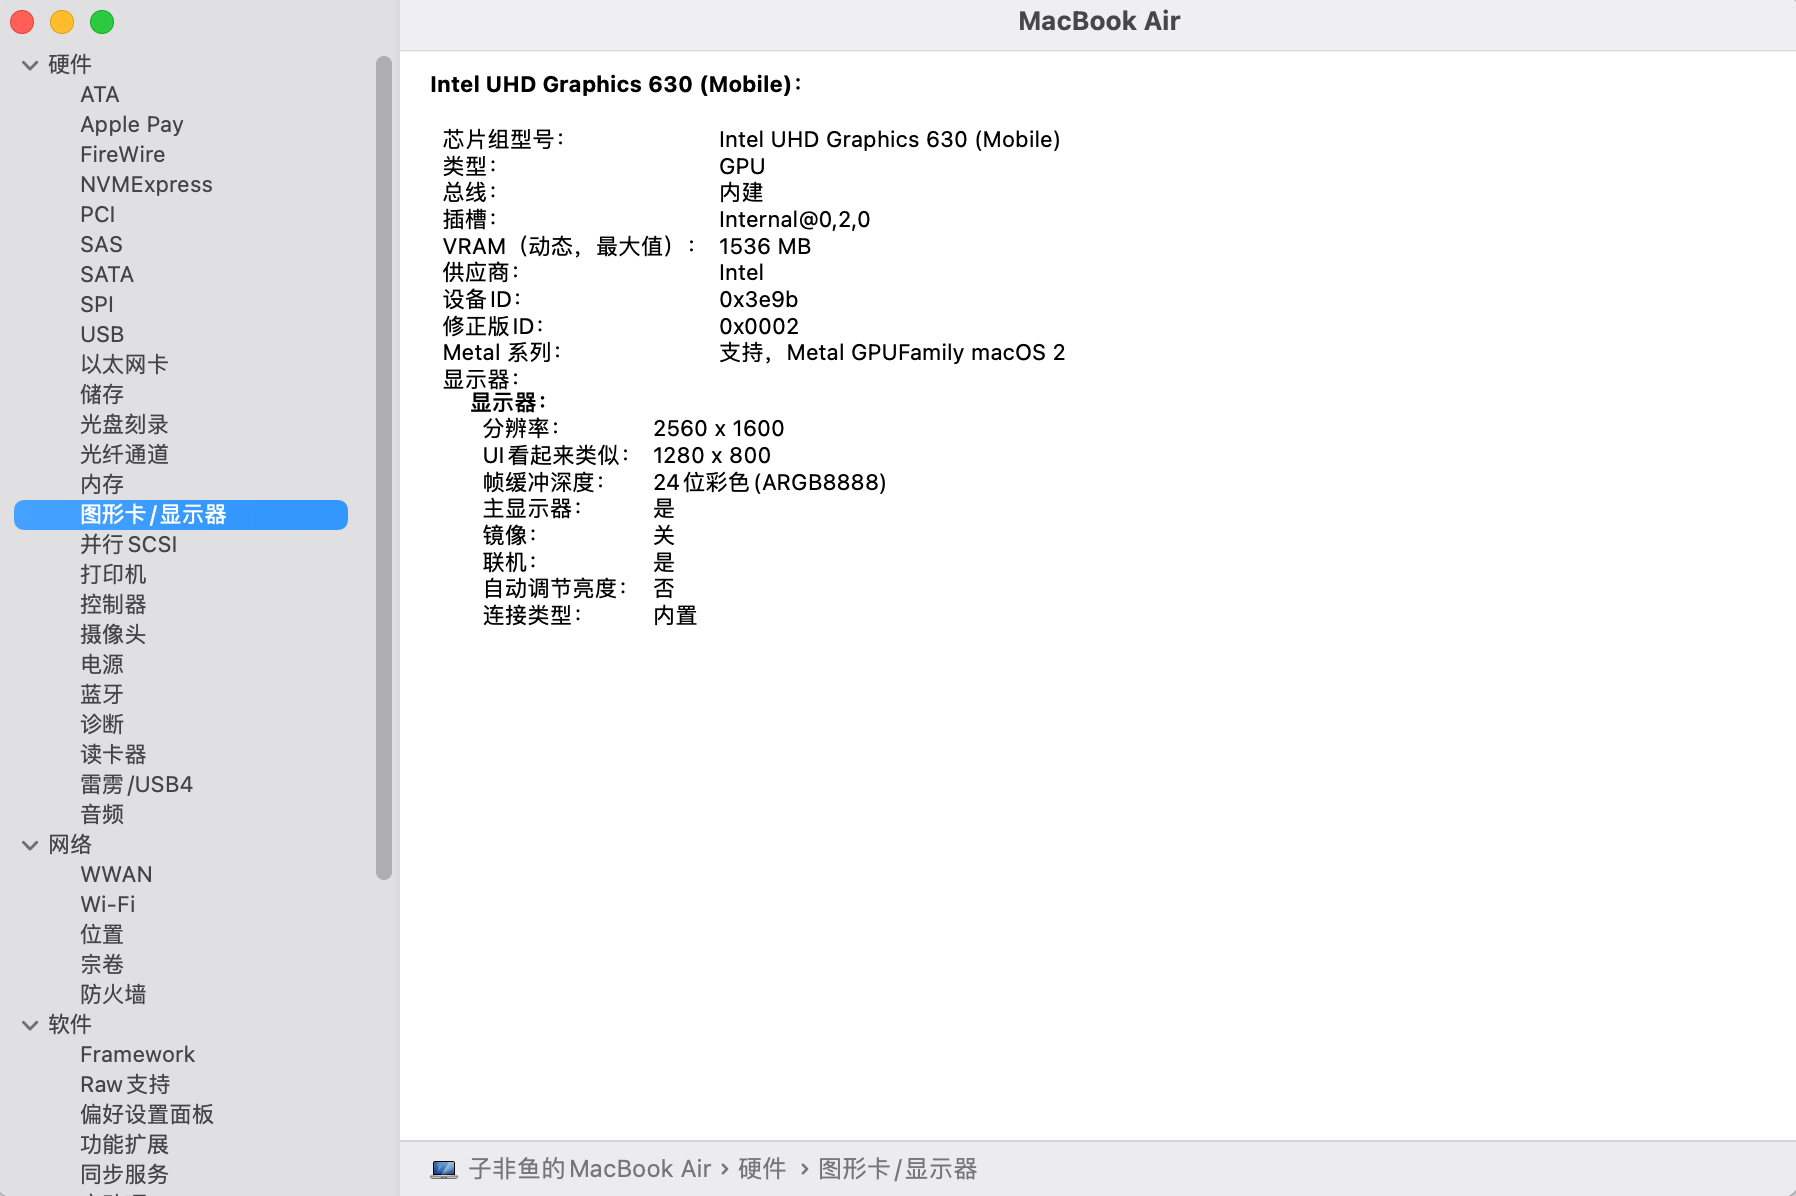 MacBook Air
硬件
ATA
Apple Pay
FireWire
NVMExpress
PCI
SAS
SATA
SPI
USB
以太网卡
储存
光盘刻录
光纤通道
内存
图形卡/显示器
并行SCSI
打印机
控制器
摄像头
电源
蓝牙
诊断
读卡器
雷雳/USB4
音频
网络
WWAN
Wi-Fi
位置
宗卷
防火墙
软件
Framework
Raw支持
偏好设置面板
功能扩展
同步服务
Intel UHD Graphics 630 (Mobile)：
芯片组型号： Intel UHD Graphics 630 (Mobile)
类型： GPU
总线： 内建
插槽： Internal@0,2,0
VRAM（动态，最大值）： 1536 MB
供应商： Intel
设备ID： 0x3e9b
修正版ID： 0x0002
Metal 系列： 支持，Metal GPUFamily macOS 2
显示器：
显示器：
分辨率： 2560 x 1600
UI看起来类似： 1280 x 800
帧缓冲深度： 24位彩色(ARGB8888)
主显示器： 是
镜像： 关
联机： 是
自动调节亮度： 否
连接类型： 内置
子非鱼的MacBook Air › 硬件 › 图形卡/显示器